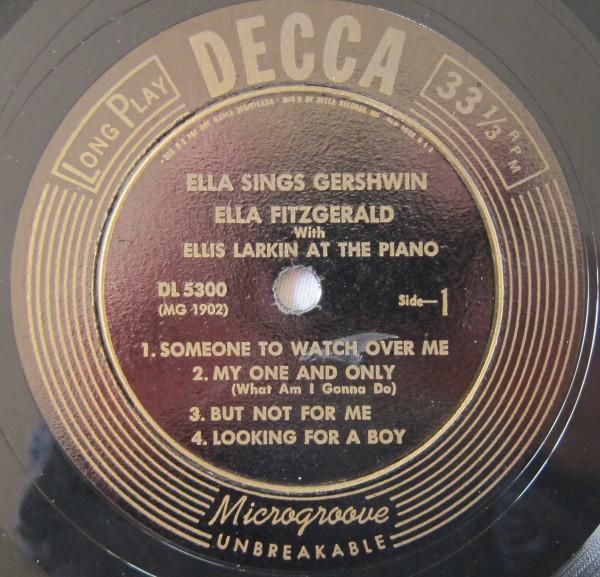 DECCA
LONG PLAY
33 1/3 RPM
ELLA SINGS GERSHWIN
ELLA FITZGERALD
With
ELLIS LARKIN AT THE PIANO
DL 5300
(MG 1902)
Side—1
1. SOMEONE TO WATCH OVER ME
2. MY ONE AND ONLY
(What Am I Gonna Do)
3. BUT NOT FOR ME
4. LOOKING FOR A BOY
Microgroove
UNBREAKABLE